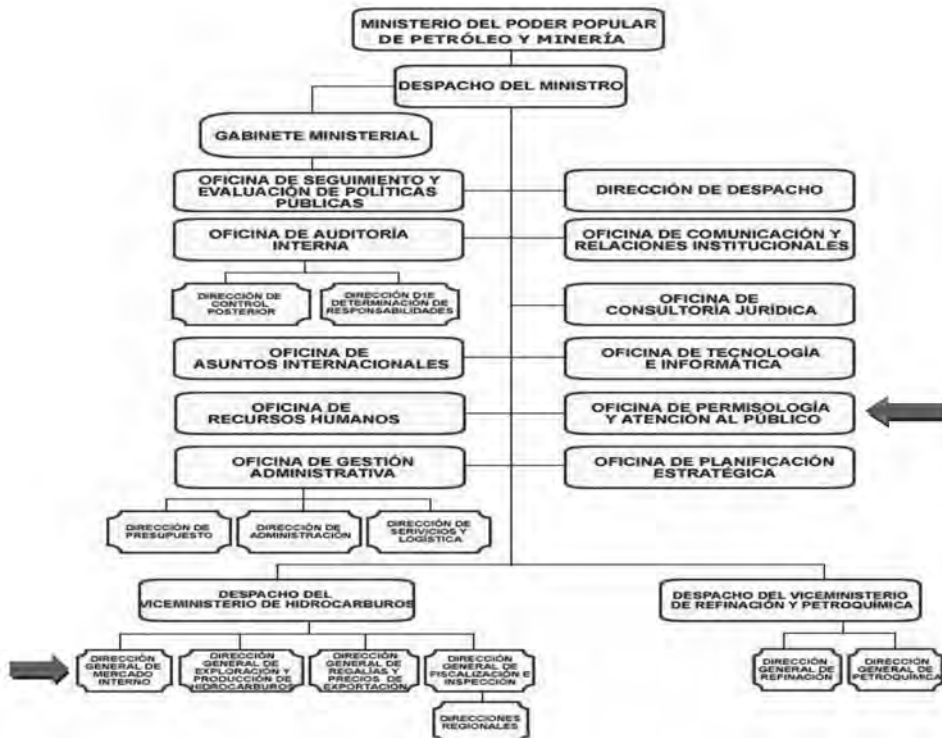 MINISTERIO DEL PODER POPULAR
DE PETRÓLEO Y MINERÍA
DESPACHO DEL MINISTRO
GABINETE MINISTERIAL
OFICINA DE SEGUIMIENTO Y
EVALUACIÓN DE POLÍTICAS
PÚBLICAS
DIRECCIÓN DE DESPACHO
OFICINA DE AUDITORÍA
INTERNA
OFICINA DE COMUNICACIÓN Y
RELACIONES INSTITUCIONALES
DIRECCIÓN DE
CONTROL
POSTERIOR
DIRECCIÓN D1E
DETERMINACIÓN DE
RESPONSABILIDADES
OFICINA DE
CONSULTORÍA JURÍDICA
OFICINA DE
ASUNTOS INTERNACIONALES
OFICINA DE TECNOLOGÍA
E INFORMÁTICA
OFICINA DE
RECURSOS HUMANOS
OFICINA DE PERMISOLOGÍA
Y ATENCIÓN AL PÚBLICO
OFICINA DE GESTIÓN
ADMINISTRATIVA
OFICINA DE PLANIFICACIÓN
ESTRATÉGICA
DIRECCIÓN DE
PRESUPUESTO
DIRECCIÓN DE
ADMINISTRACIÓN
DIRECCIÓN DE
SERIVICIOS Y
LOGÍSTICA
DESPACHO DEL
VICEMINISTERIO DE HIDROCARBUROS
DESPACHO DEL VICEMINISTERIO
DE REFINACIÓN Y PETROQUÍMICA
DIRECCIÓN
GENERAL DE
MERCADO
INTERNO
DIRECCIÓN
GENERAL DE
EXPLORACIÓN Y
PRODUCCIÓN DE
HIDROCARBUROS
DIRECCIÓN
GENERAL DE
REGALÍAS Y
PRECIOS DE
EXPORTACIÓN
DIRECCIÓN
GENERAL DE
FISCALIZACIÓN E
INSPECCIÓN
DIRECCIÓN
GENERAL DE
REFINACIÓN
DIRECCIÓN
GENERAL DE
PETROQUÍMICA
DIRECCIONES
REGIONALES